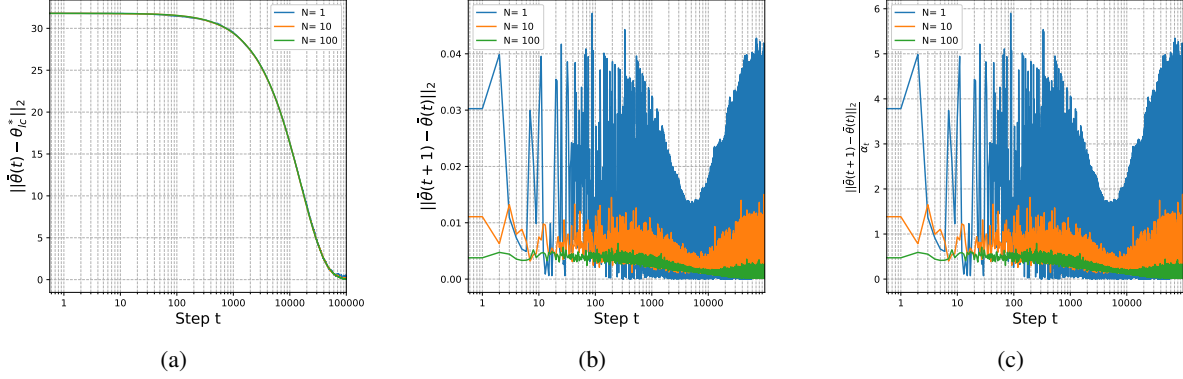 N= 1
N= 10
N= 100
30
25
20
15
10
5
0
||θ̄(t) − θ*_lc||_2
1 10 100 1000 10000 100000
Step t
(a)
N= 1
N= 10
N= 100
0.04
0.03
0.02
0.01
0.00
||θ̄(t + 1) − θ̄(t)||_2
1 10 100 1000 10000
Step t
(b)
N= 1
N= 10
N= 100
6
5
4
3
2
1
0
||θ̄(t + 1) − θ̄(t)||_2
α_t
1 10 100 1000 10000
Step t
(c)